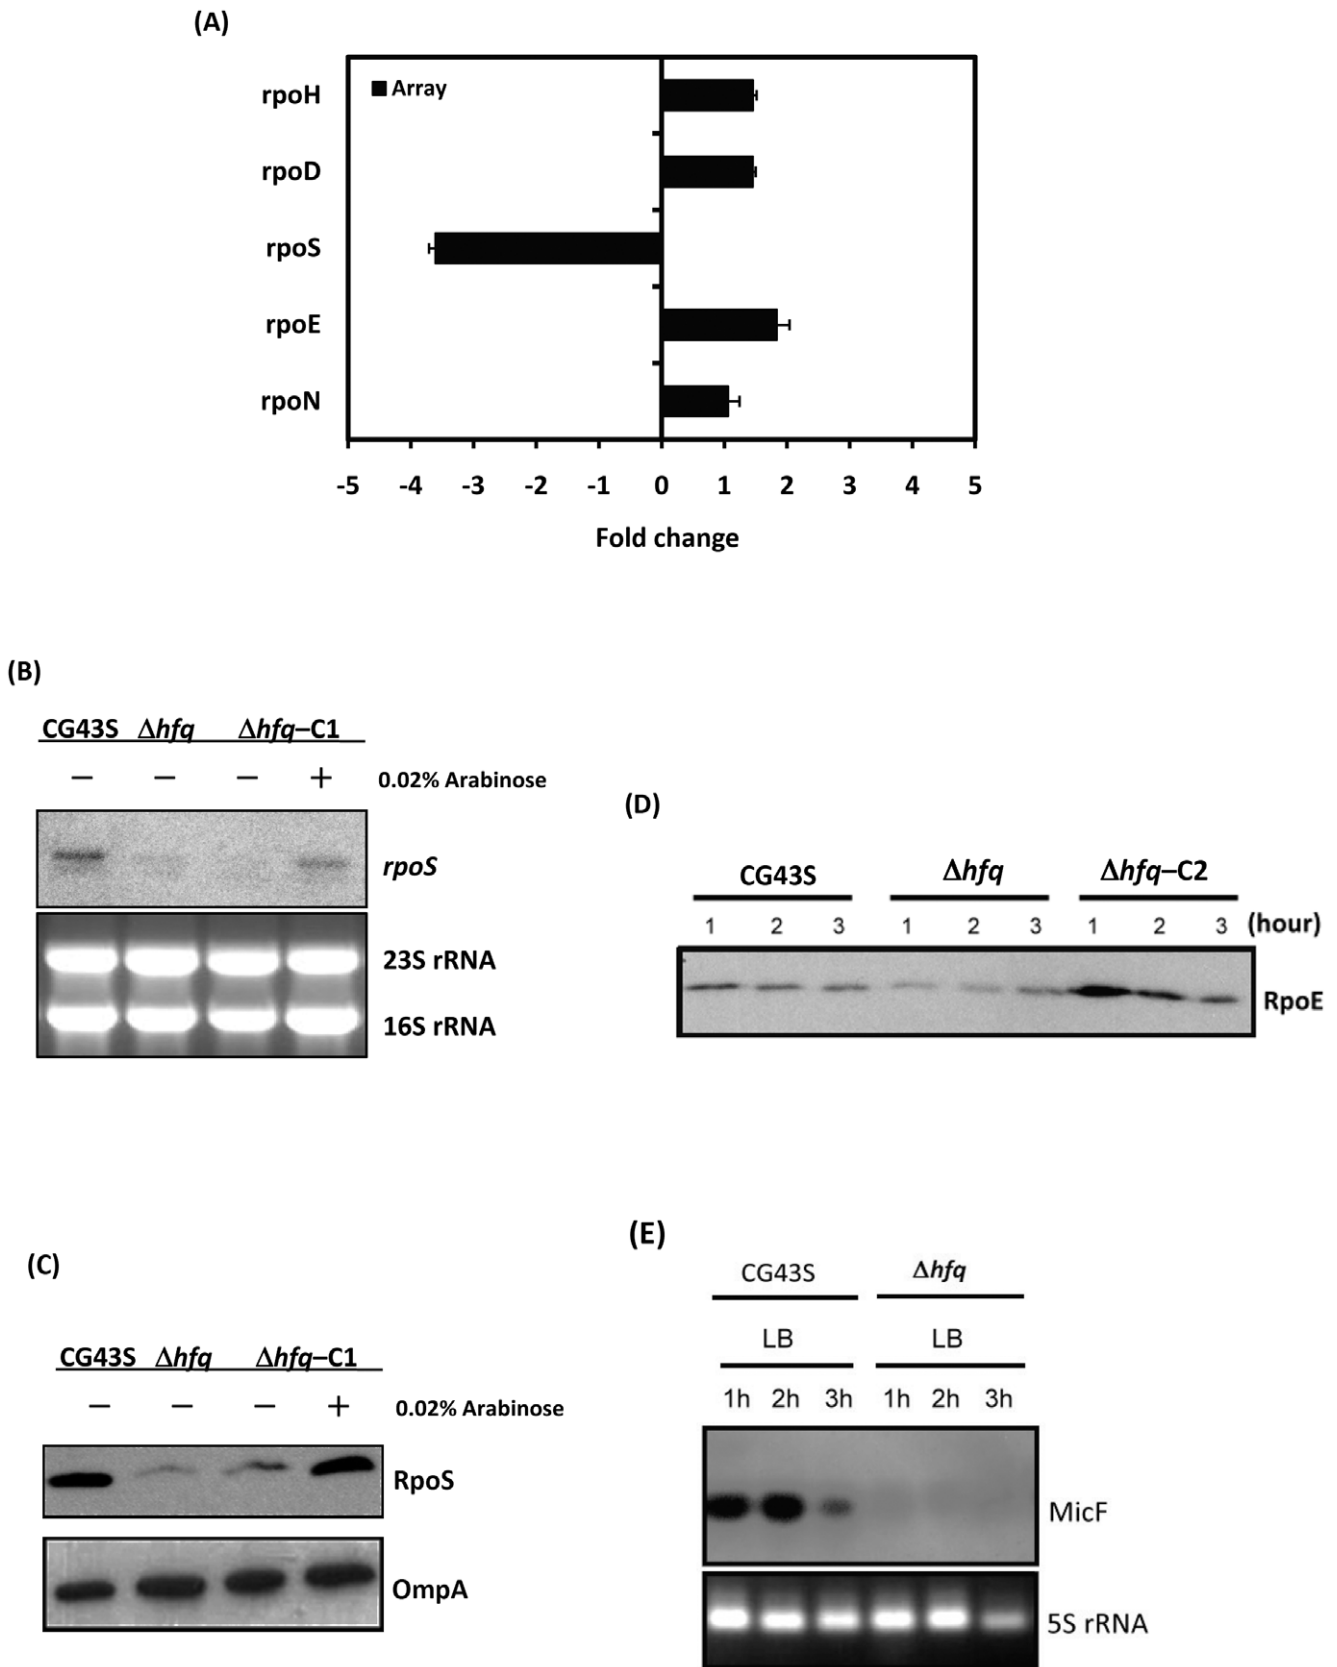 (A)
Array
rpoH
rpoD
rpoS
rpoE
rpoN
-5 -4 -3 -2 -1 0 1 2 3 4 5
Fold change
(B)
CG43S Δhfq Δhfq–C1
– – – + 0.02% Arabinose
rpoS
23S rRNA
16S rRNA
(D)
CG43S Δhfq Δhfq–C2
1 2 3 1 2 3 1 2 3 (hour)
RpoE
(C)
CG43S Δhfq Δhfq–C1
– – – + 0.02% Arabinose
RpoS
OmpA
(E)
CG43S Δhfq
LB LB
1h 2h 3h 1h 2h 3h
MicF
5S rRNA